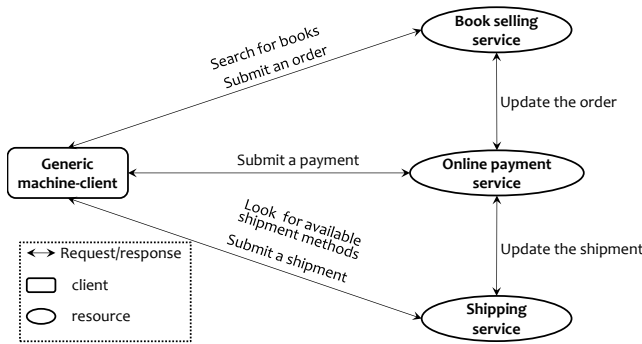 Book selling
service
Search for books
Submit an order
Update the order
Generic
machine-client
Submit a payment
Online payment
service
Look for available
shipment methods
Submit a shipment
Update the shipment
Request/response
client
resource
Shipping
service